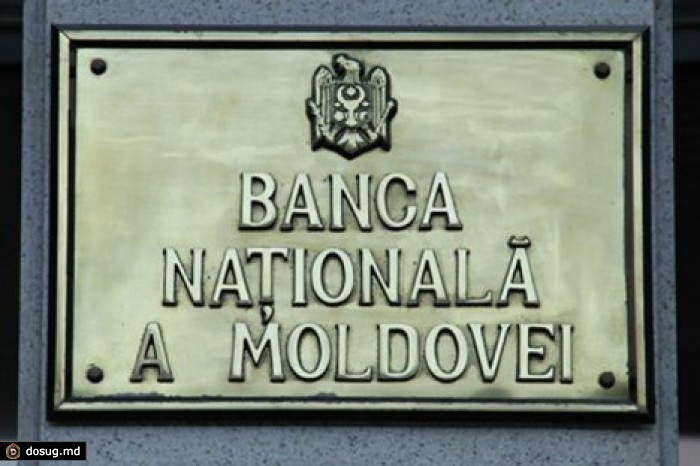 BANCA
NAȚIONALĂ
A MOLDOVEI
dosug.md